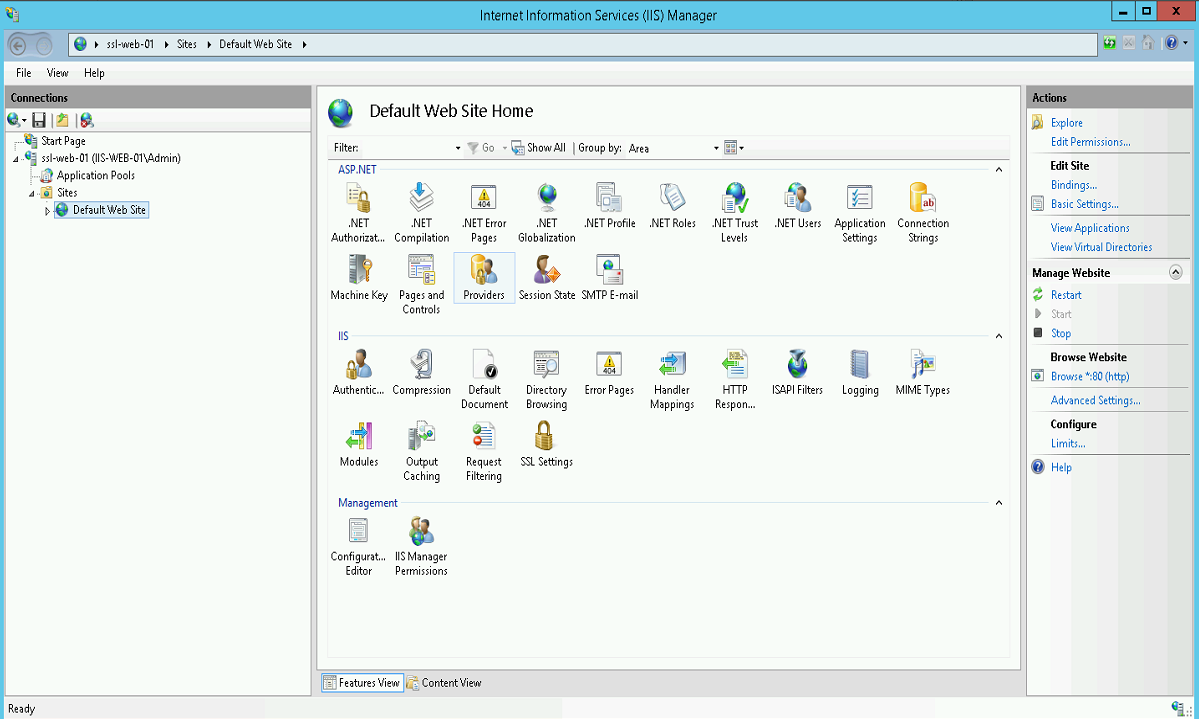 Internet Information Services (IIS) Manager
X
ssl-web-01 Sites Default Web Site
File View Help
Connections
Start Page
ssl-web-01 (IIS-WEB-01\Admin)
Application Pools
Sites
Default Web Site
Default Web Site Home
Filter: Go Show All Group by: Area
ASP.NET
.NET Authorizat...
.NET Compilation
.NET Error Pages
.NET Globalization
.NET Profile
.NET Roles
.NET Trust Levels
.NET Users
Application Settings
Connection Strings
Machine Key
Pages and Controls
Providers
Session State
SMTP E-mail
IIS
Authentic...
Compression
Default Document
Directory Browsing
Error Pages
Handler Mappings
HTTP Respon...
ISAPI Filters
Logging
MIME Types
Modules
Output Caching
Request Filtering
SSL Settings
Management
Configurat... Editor
IIS Manager Permissions
Features View Content View
Actions
Explore
Edit Permissions...
Edit Site
Bindings...
Basic Settings...
View Applications
View Virtual Directories
Manage Website
Restart
Start
Stop
Browse Website
Browse *:80 (http)
Advanced Settings...
Configure
Limits...
Help
Ready